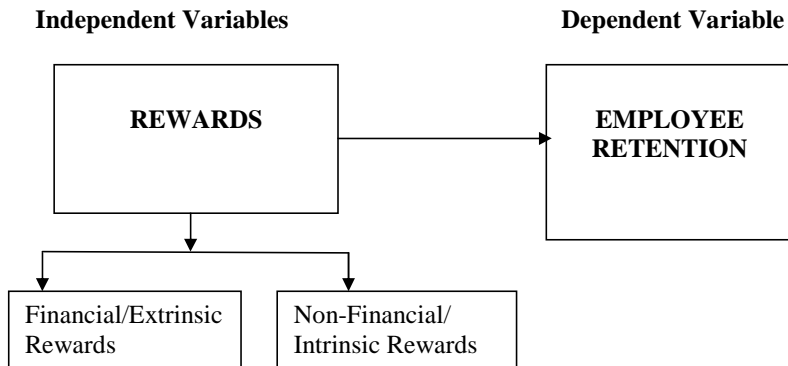 Independent Variables
Dependent Variable
REWARDS
EMPLOYEE
RETENTION
Financial/Extrinsic
Rewards
Non-Financial/
Intrinsic Rewards